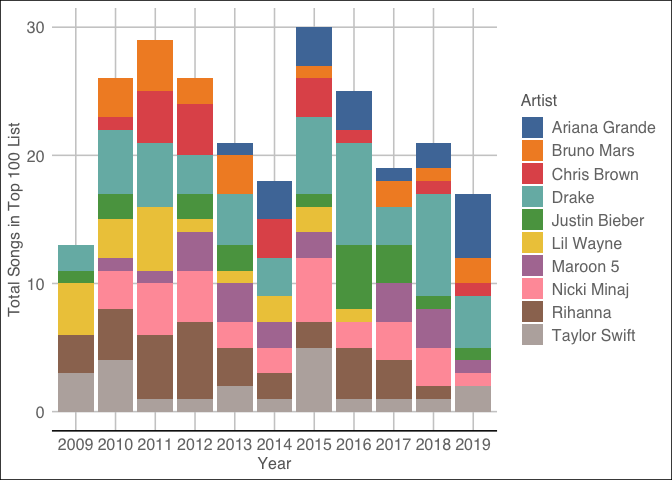 Total Songs in Top 100 List
30
20
10
0
2009 2010 2011 2012 2013 2014 2015 2016 2017 2018 2019
Year
Artist
Ariana Grande
Bruno Mars
Chris Brown
Drake
Justin Bieber
Lil Wayne
Maroon 5
Nicki Minaj
Rihanna
Taylor Swift